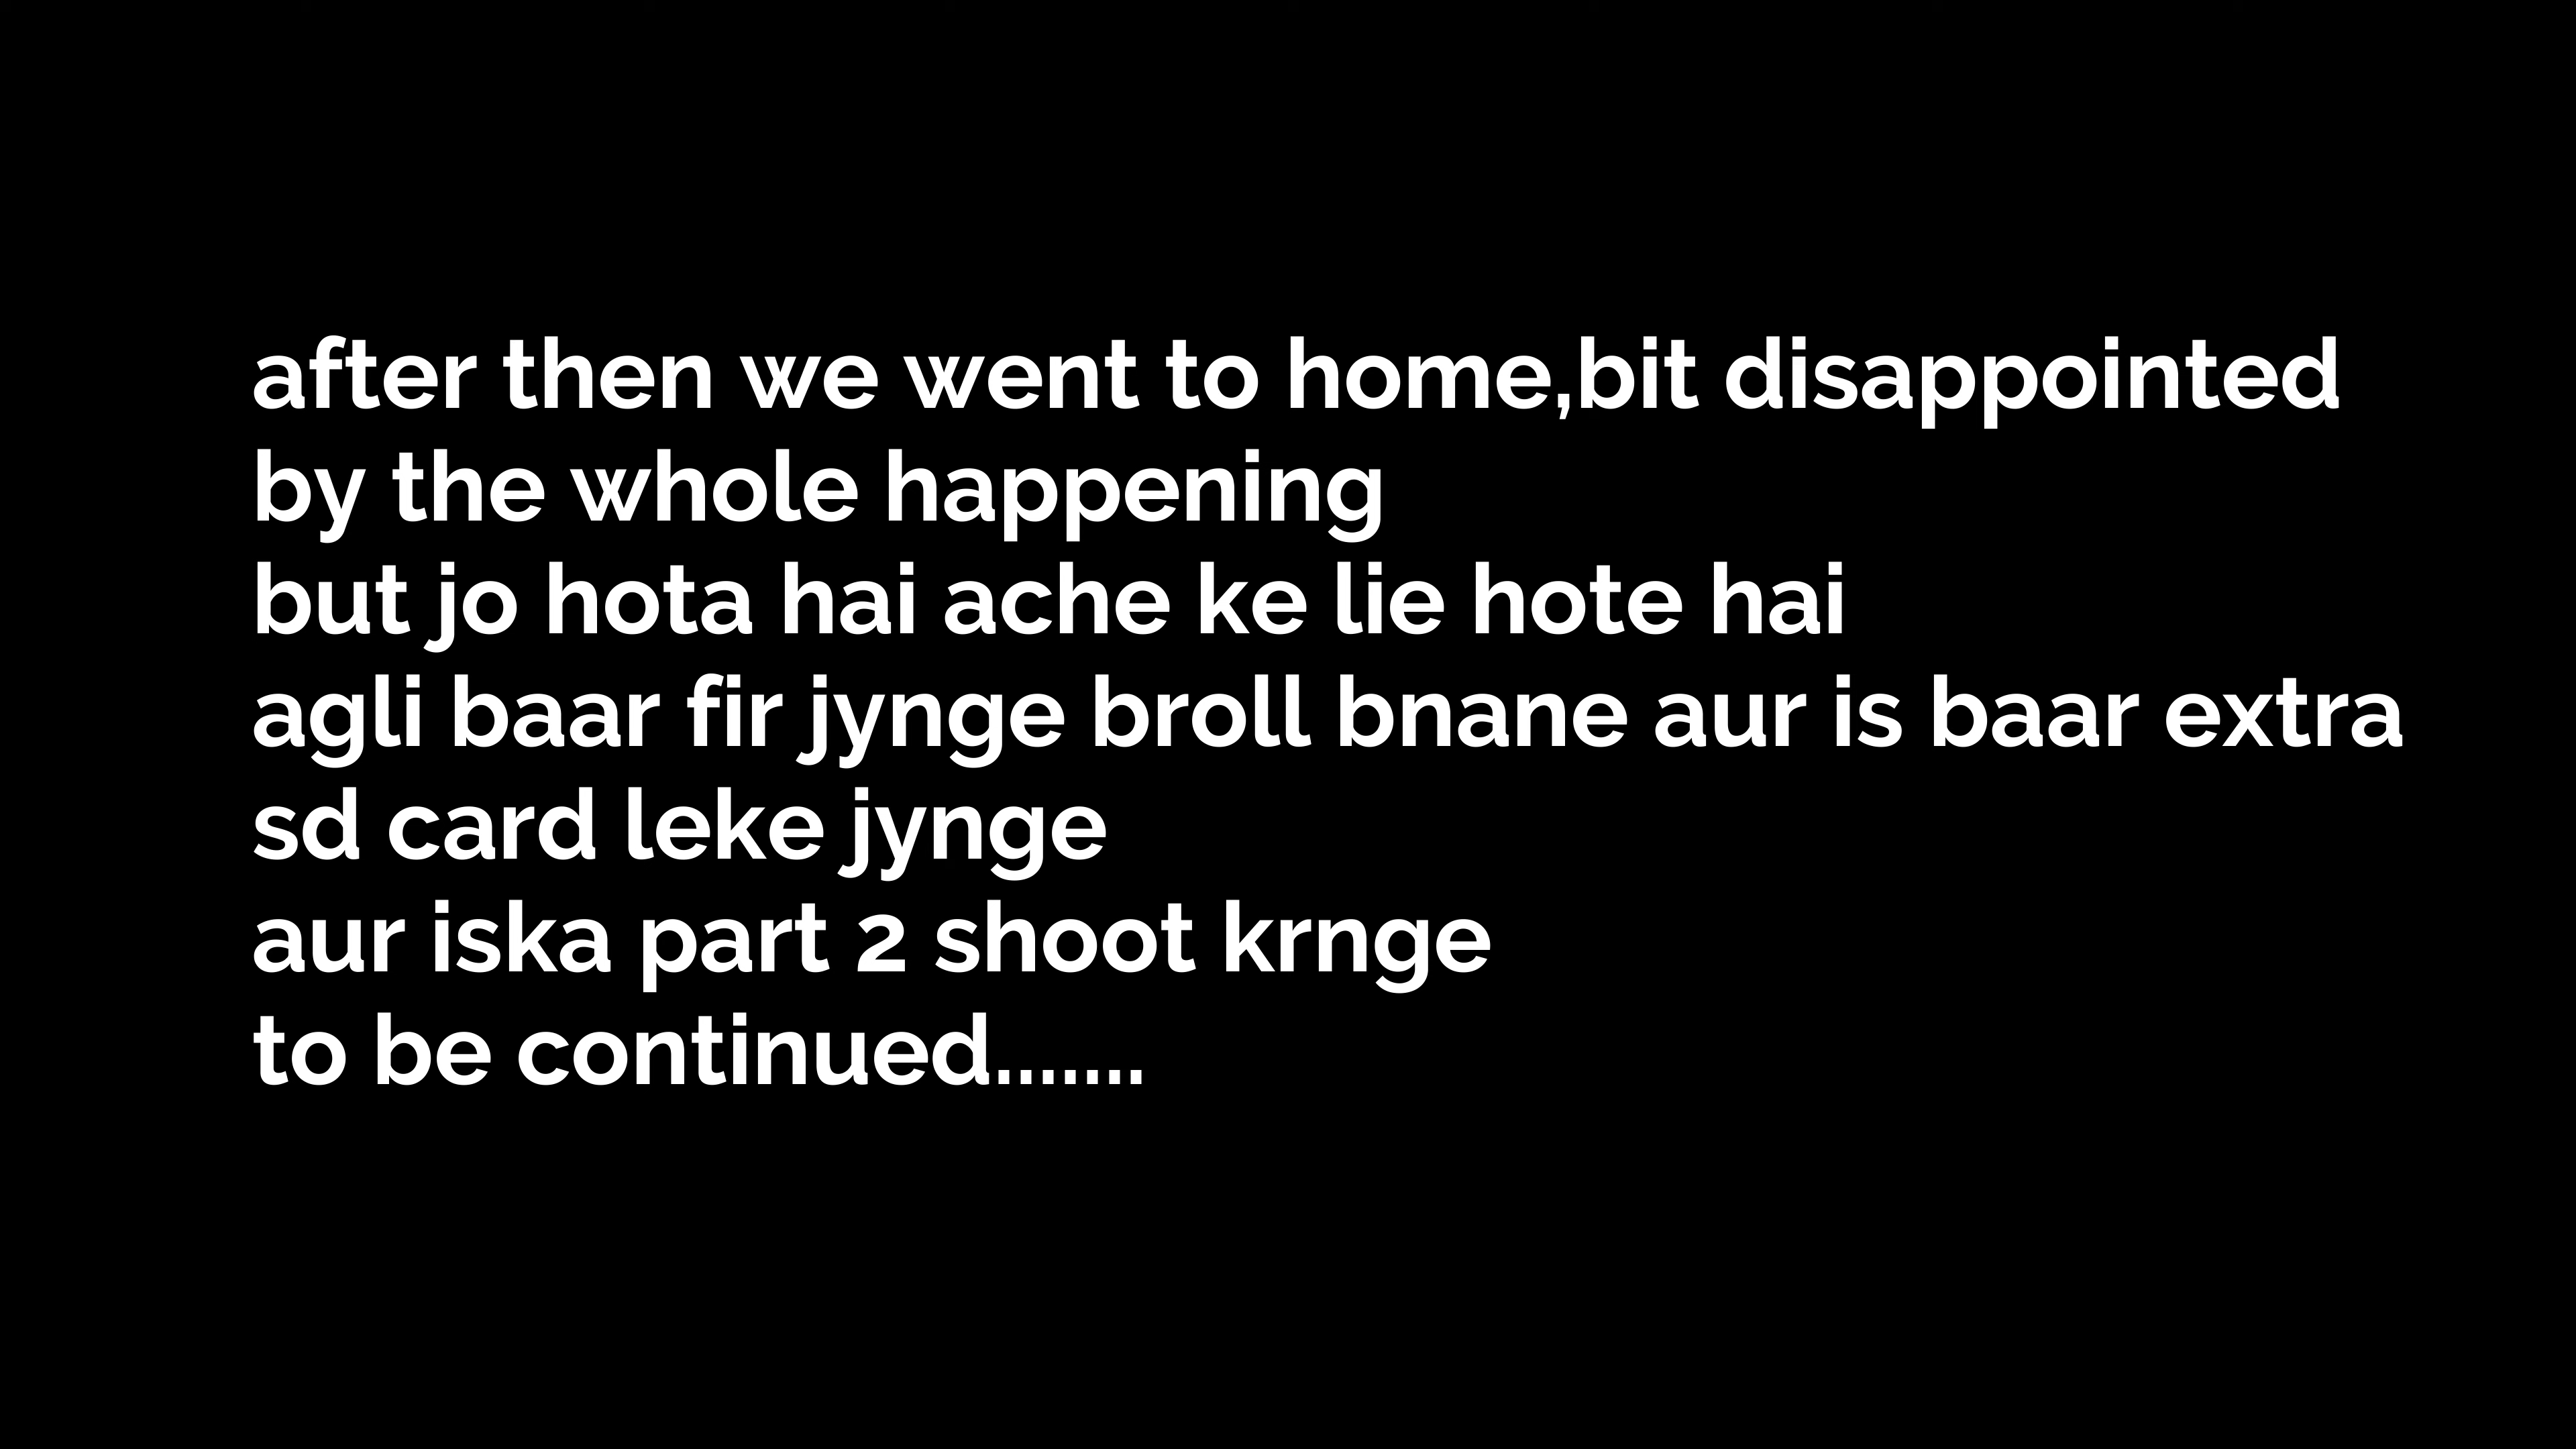 after then we went to home,bit disappointed
by the whole happening
but jo hota hai ache ke lie hote hai
agli baar fir jynge broll bnane aur is baar extra
sd card leke jynge
aur iska part 2 shoot krnge
to be continued.......